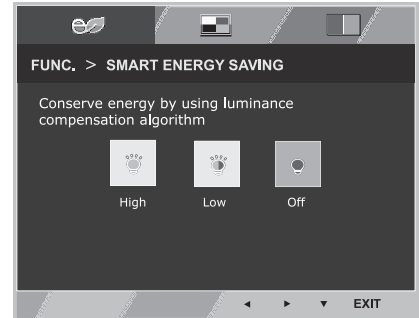 FUNC. > SMART ENERGY SAVING
Conserve energy by using luminance
compensation algorithm
High Low Off
EXIT